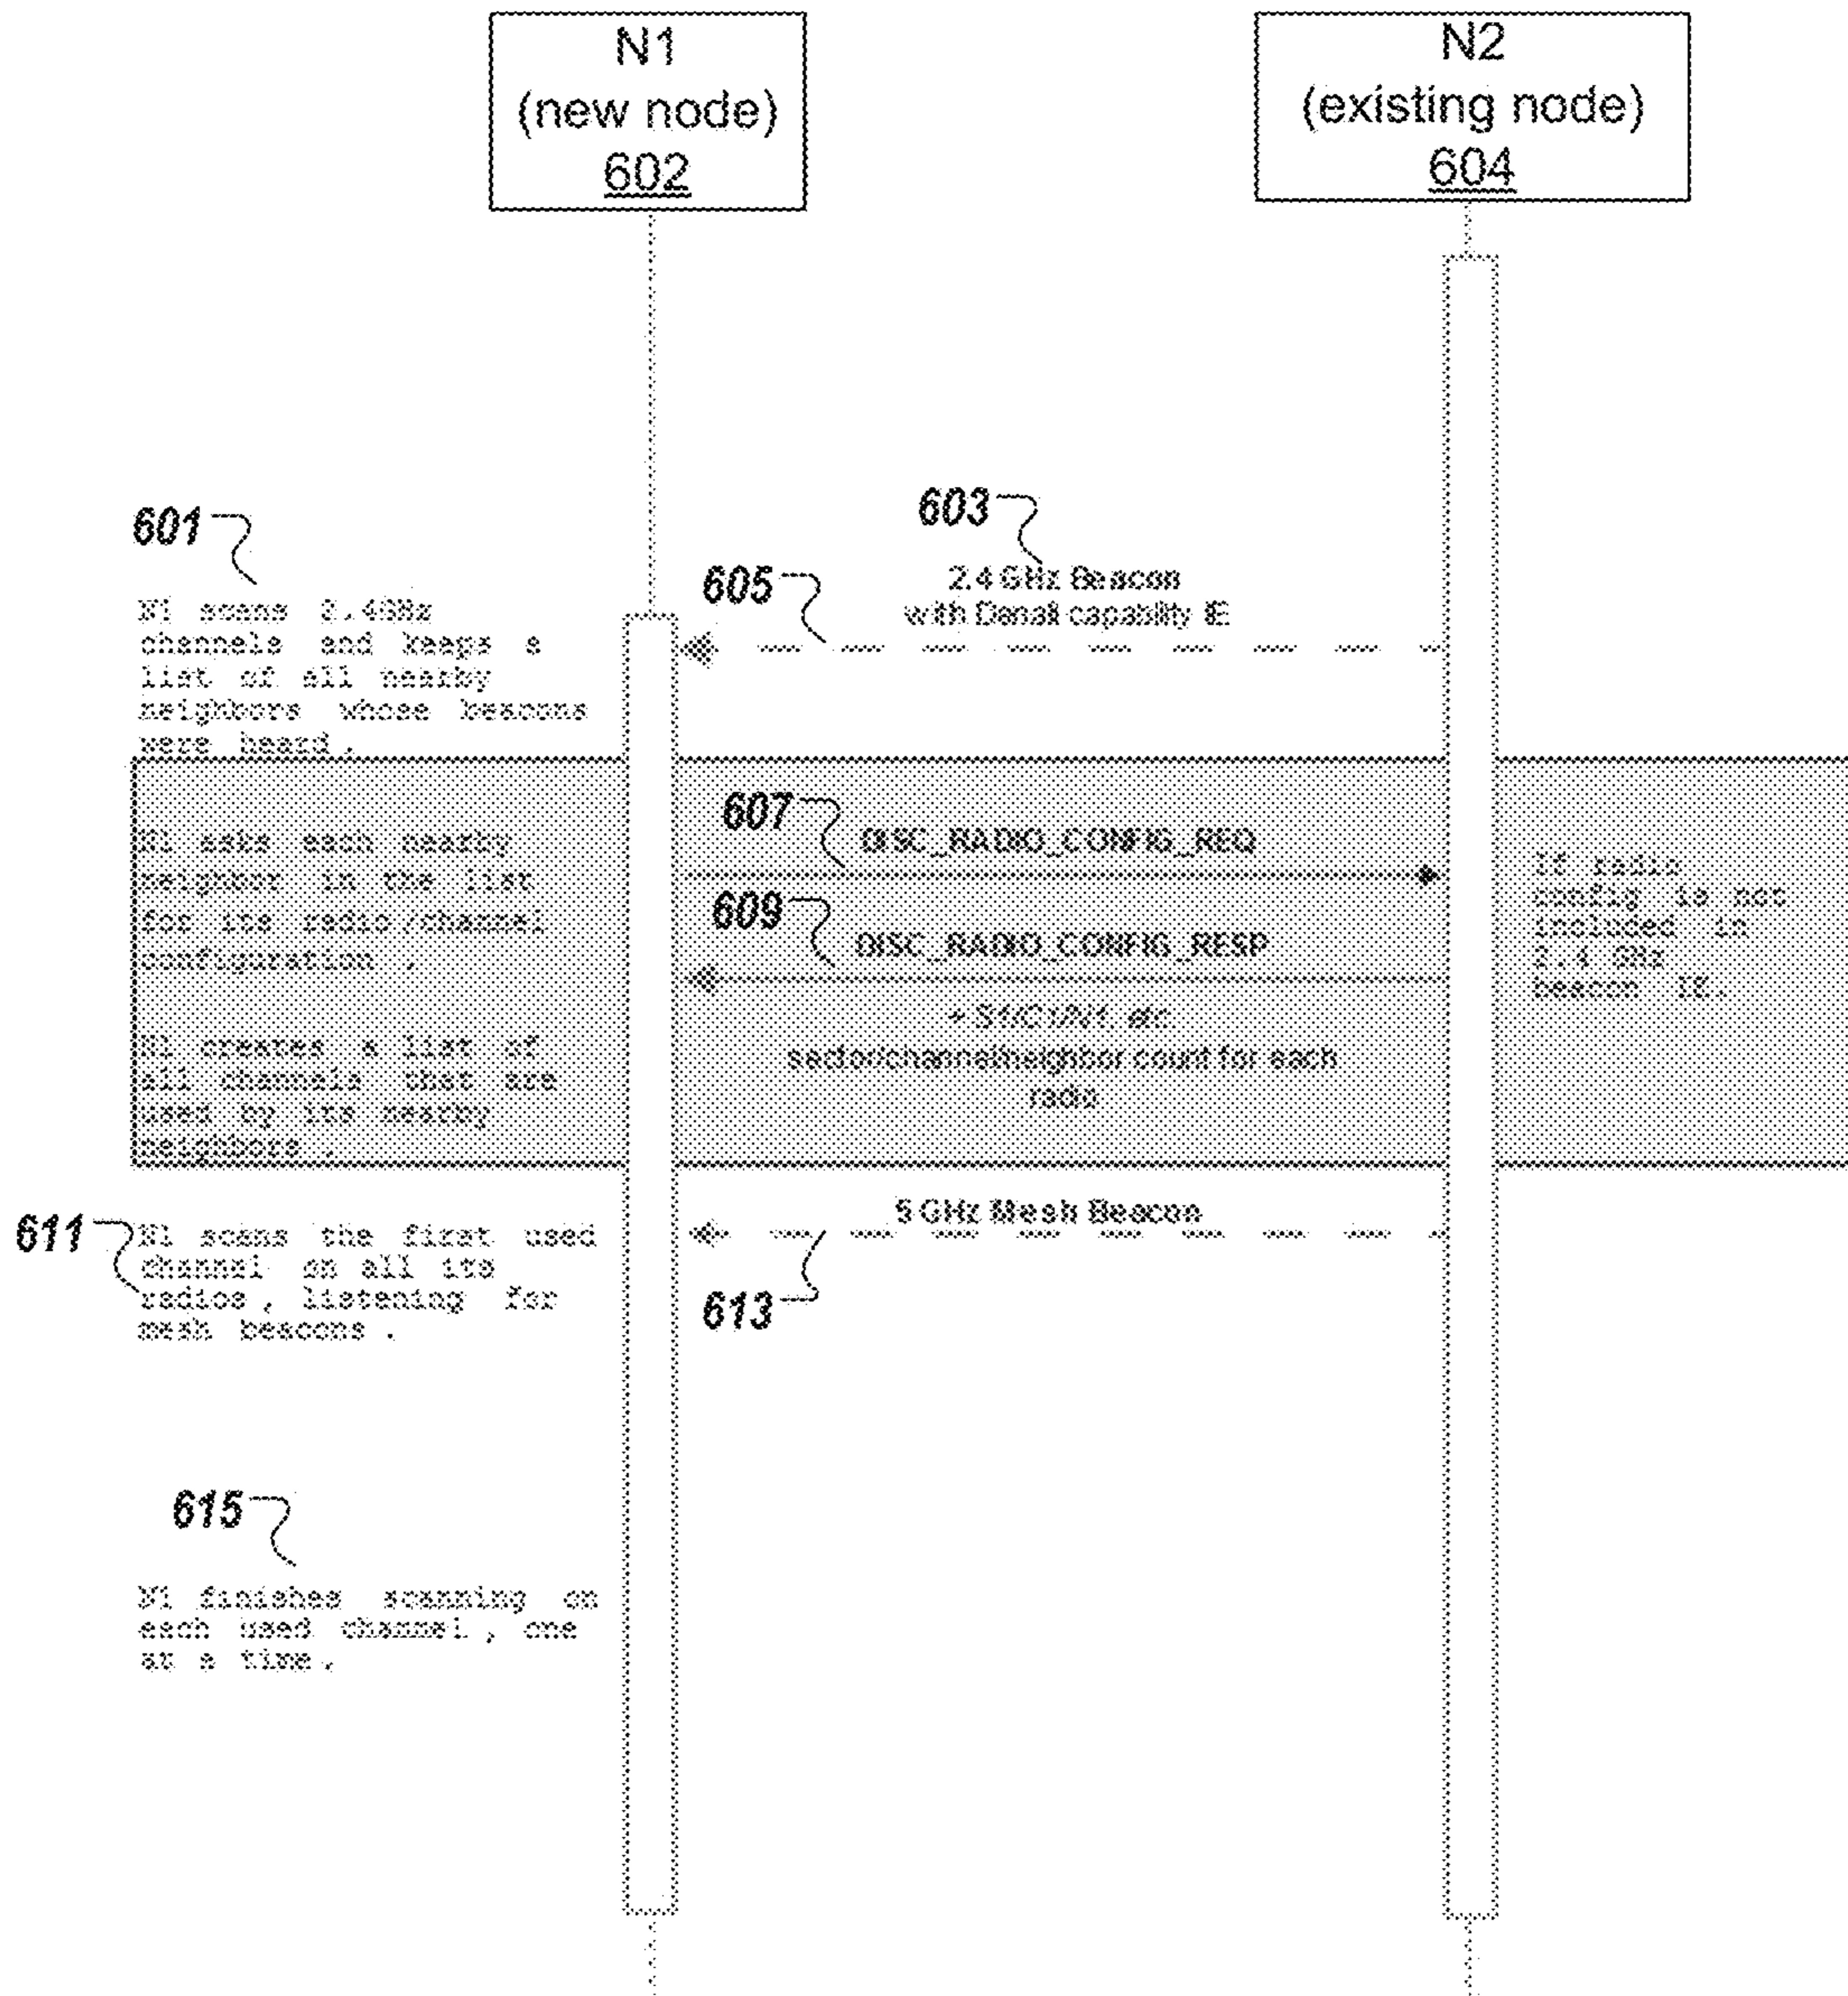 N1
(new node)
602
N2
(existing node)
604
601
N1 scans 2.4GHz
channels and keeps a
list of all nearby
neighbors whose beacons
were heard.
603
2.4 GHz Beacon
with Denali capability IE
605
N1 asks each nearby
neighbor in the list
for its radio/channel
configuration.
N1 creates a list of
all channels that are
used by its nearby
neighbors.
607
DISC_RADIO_CONFIG_REQ
609
DISC_RADIO_CONFIG_RESP
+ S1/C1/N1, etc.
sector/channel/neighbor count for each
radio
If radio
config is not
included in
2.4 GHz
beacon IE.
611
N1 scans the first used
channel on all its
radios, listening for
mesh beacons.
5 GHz Mesh Beacon
613
615
N1 finishes scanning on
each used channel, one
at a time.